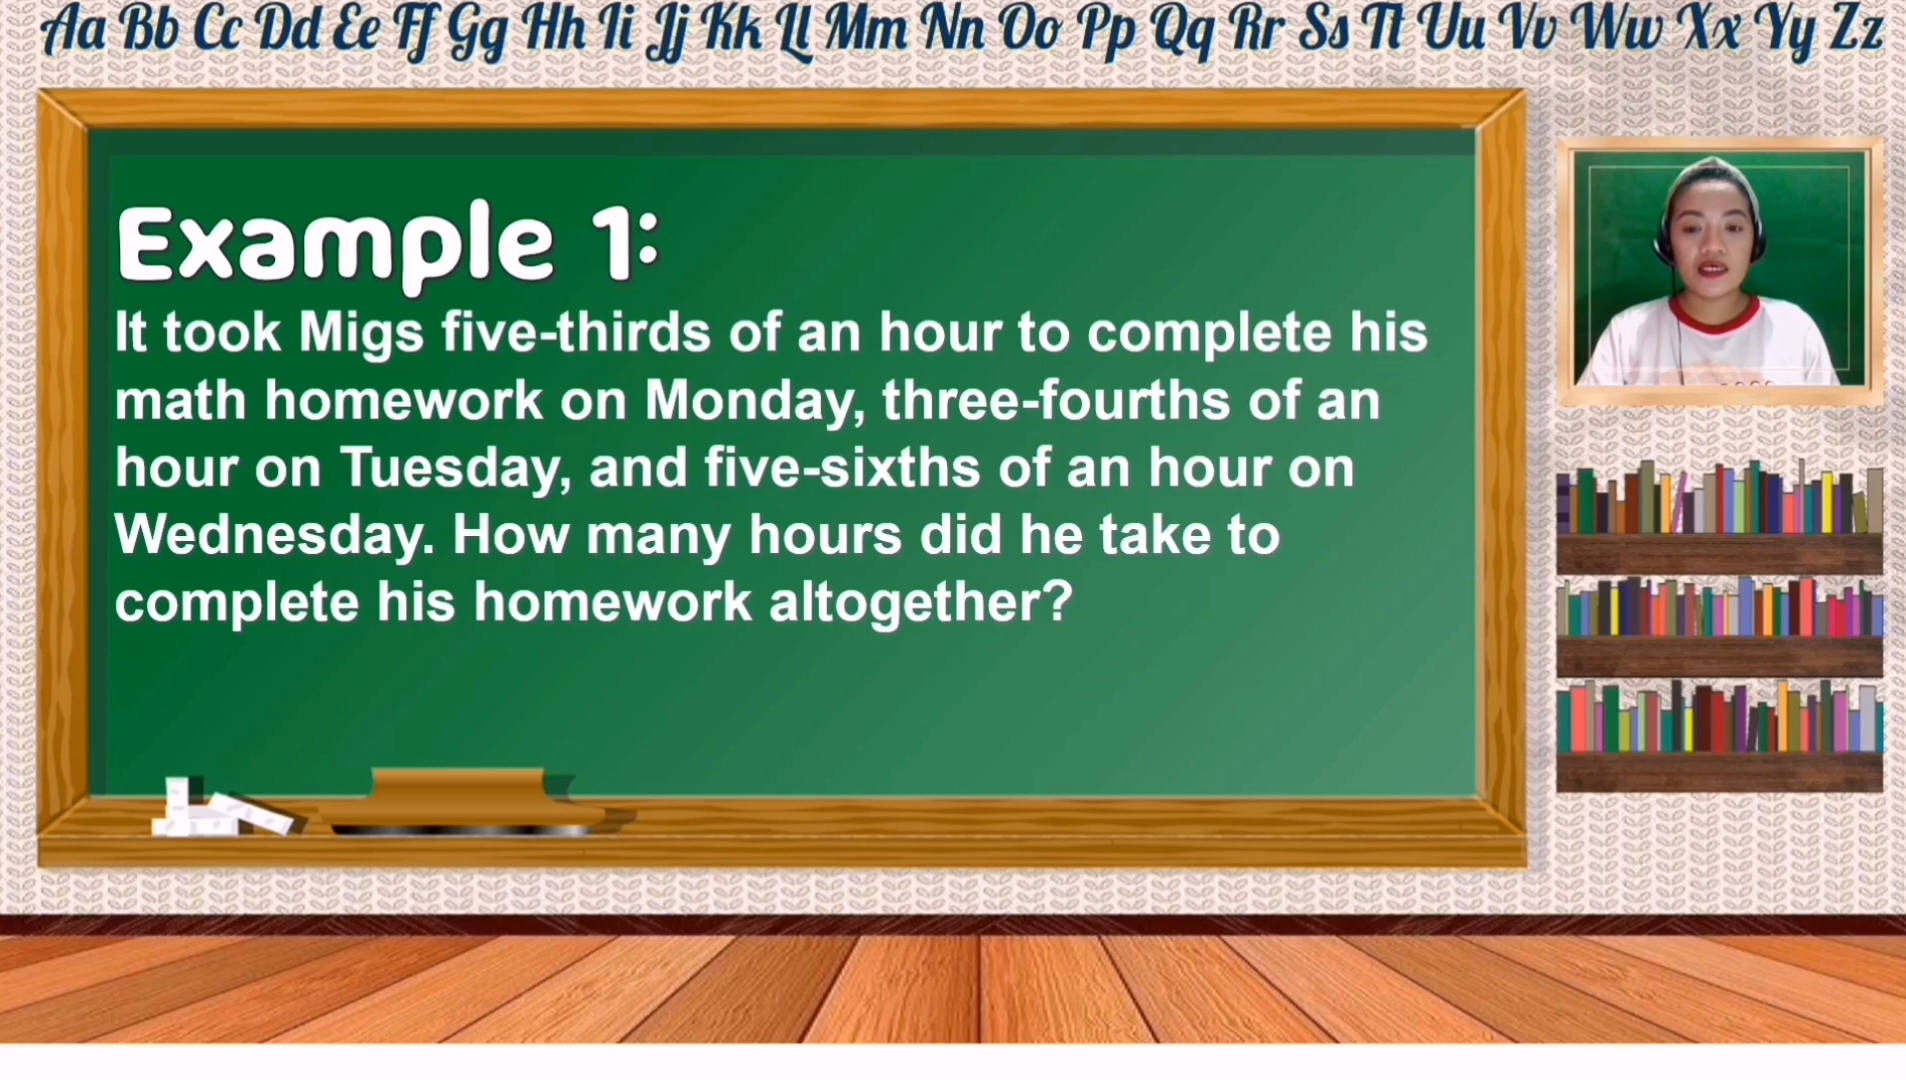 Aa Bb Cc Dd Ee Ff Gg Hh Ii Jj Kk Ll Mm Nn Oo Pp Qq Rr Ss Tt Uu Vv Ww Xx Yy Zz
Example 1:
It took Migs five-thirds of an hour to complete his
math homework on Monday, three-fourths of an
hour on Tuesday, and five-sixths of an hour on
Wednesday. How many hours did he take to
complete his homework altogether?